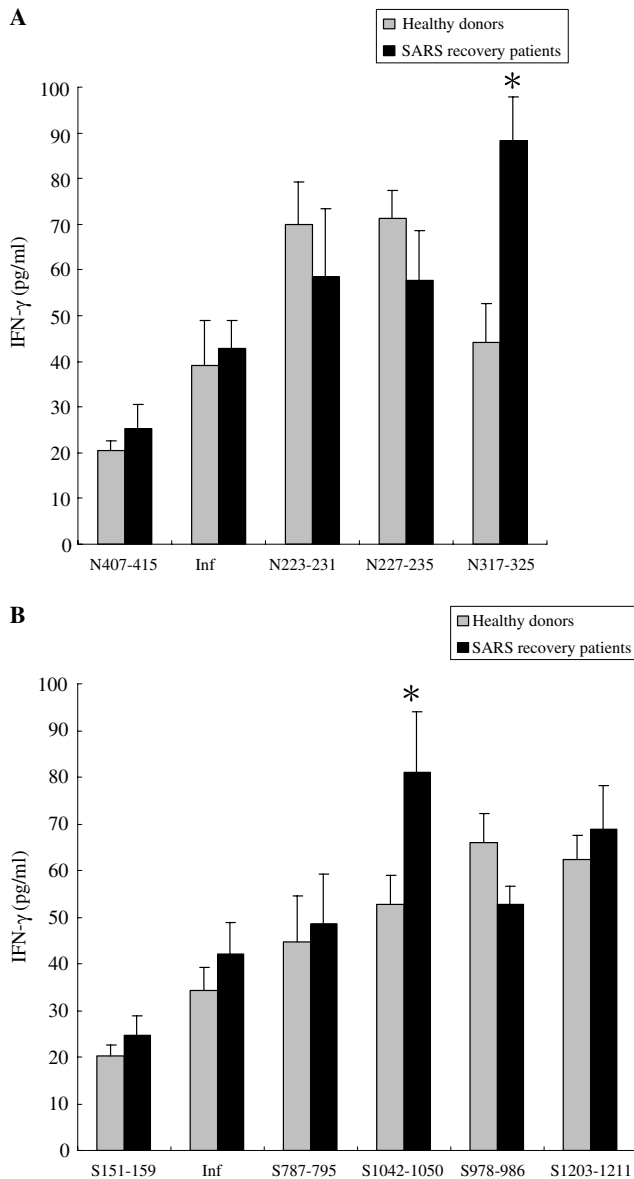 A
Healthy donors
SARS recovery patients
*
100
90
80
70
60
50
40
30
20
10
0
IFN-γ (pg/ml)
N407-415 Inf N223-231 N227-235 N317-325
B
Healthy donors
SARS recovery patients
*
100
90
80
70
60
50
40
30
20
10
0
IFN-γ (pg/ml)
S151-159 Inf S787-795 S1042-1050 S978-986 S1203-1211